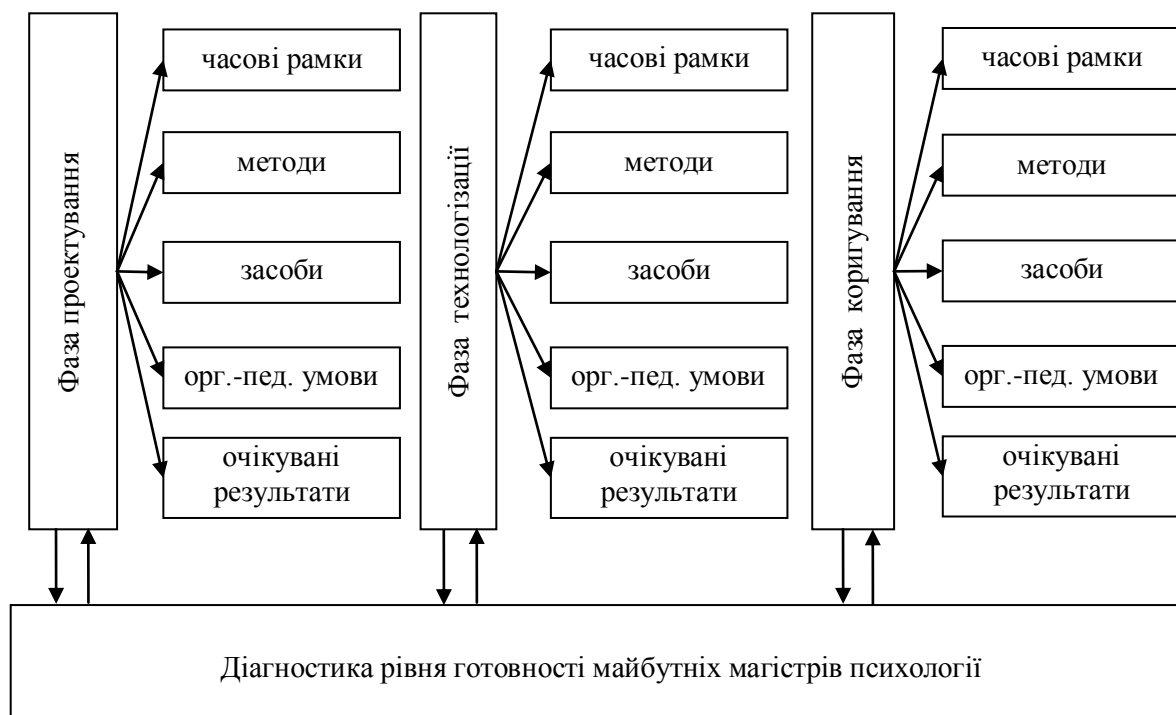 Фаза проектування
часові рамки
методи
засоби
орг.-пед. умови
очікувані
результати
Фаза технологізації
часові рамки
методи
засоби
орг.-пед. умови
очікувані
результати
Фаза коригування
часові рамки
методи
засоби
орг.-пед. умови
очікувані
результати
Діагностика рівня готовності майбутніх магістрів психології